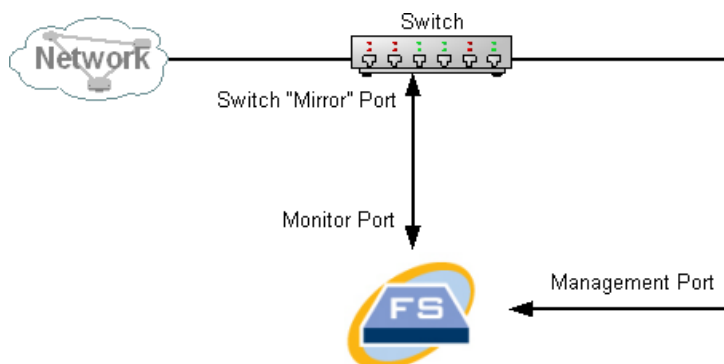 Switch
Network
Switch "Mirror" Port
Monitor Port
Management Port
FS